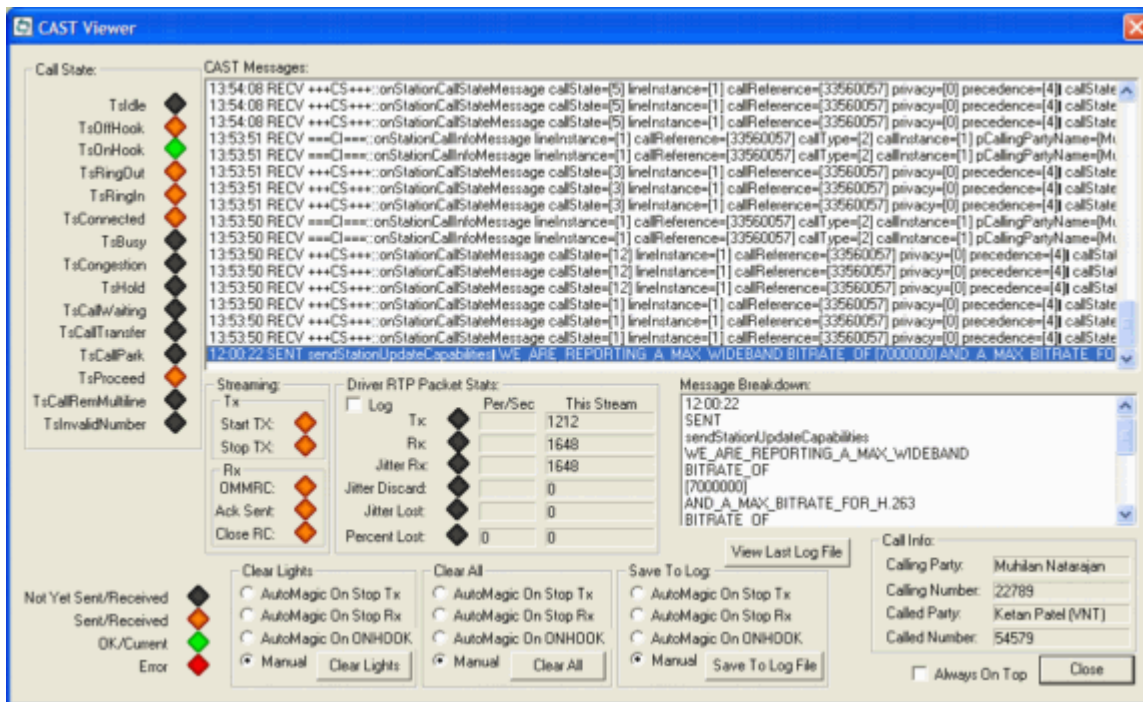 CAST Viewer
Call State:
TsIdle
TsOffHook
TsOnHook
TsRingOut
TsRingIn
TsConnected
TsBusy
TsCongestion
TsHold
TsCallWaiting
TsCallTransfer
TsCallPark
TsProceed
TsCallRemMultiline
TsInvalidNumber
CAST Messages:
13:54:08 RECV +++CS+++::onStationCallStateMessage callState=[5] lineInstance=[1] callReference=[33560057] privacy=[0] precedence=[4]| callState
13:54:08 RECV +++CS+++::onStationCallStateMessage callState=[5] lineInstance=[1] callReference=[33560057] privacy=[0] precedence=[4]| callState
13:54:08 RECV +++CS+++::onStationCallStateMessage callState=[5] lineInstance=[1] callReference=[33560057] privacy=[0] precedence=[4]| callState
13:53:51 RECV ===CI===::onStationCallInfoMessage lineInstance=[1] callReference=[33560057] callType=[2] callInstance=[1] pCallingPartyName=[Mu
13:53:51 RECV ===CI===::onStationCallInfoMessage lineInstance=[1] callReference=[33560057] callType=[2] callInstance=[1] pCallingPartyName=[Mu
13:53:51 RECV +++CS+++::onStationCallStateMessage callState=[3] lineInstance=[1] callReference=[33560057] privacy=[0] precedence=[4]| callState
13:53:51 RECV +++CS+++::onStationCallStateMessage callState=[3] lineInstance=[1] callReference=[33560057] privacy=[0] precedence=[4]| callState
13:53:51 RECV +++CS+++::onStationCallStateMessage callState=[3] lineInstance=[1] callReference=[33560057] privacy=[0] precedence=[4]| callState
13:53:50 RECV ===CI===::onStationCallInfoMessage lineInstance=[1] callReference=[33560057] callType=[2] callInstance=[1] pCallingPartyName=[Mu
13:53:50 RECV ===CI===::onStationCallInfoMessage lineInstance=[1] callReference=[33560057] callType=[2] callInstance=[1] pCallingPartyName=[Mu
13:53:50 RECV +++CS+++::onStationCallStateMessage callState=[12] lineInstance=[1] callReference=[33560057] privacy=[0] precedence=[4]| callStat
13:53:50 RECV +++CS+++::onStationCallStateMessage callState=[12] lineInstance=[1] callReference=[33560057] privacy=[0] precedence=[4]| callStat
13:53:50 RECV +++CS+++::onStationCallStateMessage callState=[12] lineInstance=[1] callReference=[33560057] privacy=[0] precedence=[4]| callStat
13:53:50 RECV +++CS+++::onStationCallStateMessage callState=[1] lineInstance=[1] callReference=[33560057] privacy=[0] precedence=[4]| callState
13:53:50 RECV +++CS+++::onStationCallStateMessage callState=[1] lineInstance=[1] callReference=[33560057] privacy=[0] precedence=[4]| callState
13:53:50 RECV +++CS+++::onStationCallStateMessage callState=[1] lineInstance=[1] callReference=[33560057] privacy=[0] precedence=[4]| callState
12:00:22 SENT sendStationUpdateCapabilities| WE_ARE_REPORTING_A_MAX_WIDEBAND BITRATE_OF [7000000] AND_A_MAX_BITRATE_FO
Streaming:
Tx
Start TX:
Stop TX:
Rx
OMMRC:
Ack Sent:
Close RC:
Driver RTP Packet Stats:
Log Per/Sec This Stream
Tx 1212
Rx 1648
Jitter Rx: 1648
Jitter Discard: 0
Jitter Lost: 0
Percent Lost: 0 0
Message Breakdown:
12:00:22
SENT
sendStationUpdateCapabilities
WE_ARE_REPORTING_A_MAX_WIDEBAND
BITRATE_OF
[7000000]
AND_A_MAX_BITRATE_FOR_H.263
BITRATE_OF
View Last Log File
Not Yet Sent/Received
Sent/Received
OK/Current
Error
Clear Lights
AutoMagic On Stop Tx
AutoMagic On Stop Rx
AutoMagic On ONHOOK
Manual Clear Lights
Clear All
AutoMagic On Stop Tx
AutoMagic On Stop Rx
AutoMagic On ONHOOK
Manual Clear All
Save To Log:
AutoMagic On Stop Tx
AutoMagic On Stop Rx
AutoMagic On ONHOOK
Manual Save To Log File
Call Info:
Calling Party: Muhilan Natarajan
Calling Number: 22789
Called Party: Ketan Patel (VNT)
Called Number: 54579
Always On Top Close